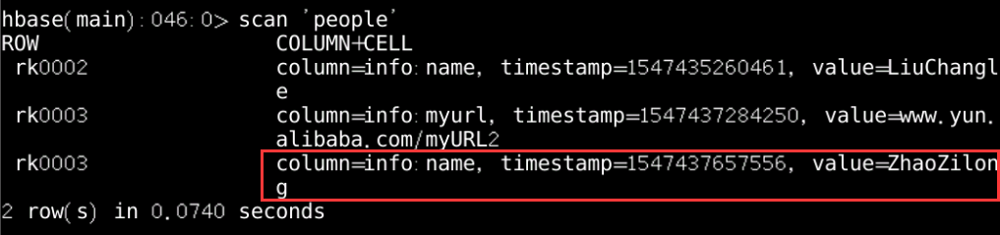 hbase(main):046:0> scan 'people'
ROW COLUMN+CELL
rk0002 column=info:name, timestamp=1547435260461, value=LiuChangl
e
rk0003 column=info:myurl, timestamp=1547437284250, value=www.yun.
alibaba.com/myURL2
rk0003 column=info:name, timestamp=1547437657556, value=ZhaoZilon
g
2 row(s) in 0.0740 seconds